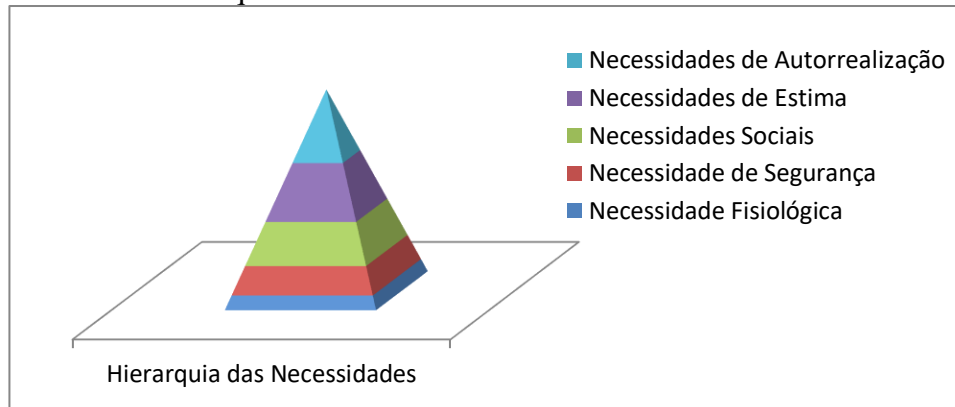 Necessidades de Autorrealização
Necessidades de Estima
Necessidades Sociais
Necessidade de Segurança
Necessidade Fisiológica
Hierarquia das Necessidades